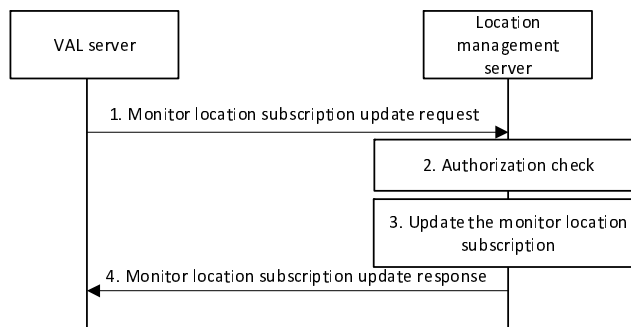 VAL server
Location
management
server
1. Monitor location subscription update request
2. Authorization check
3. Update the monitor location
subscription
4. Monitor location subscription update response